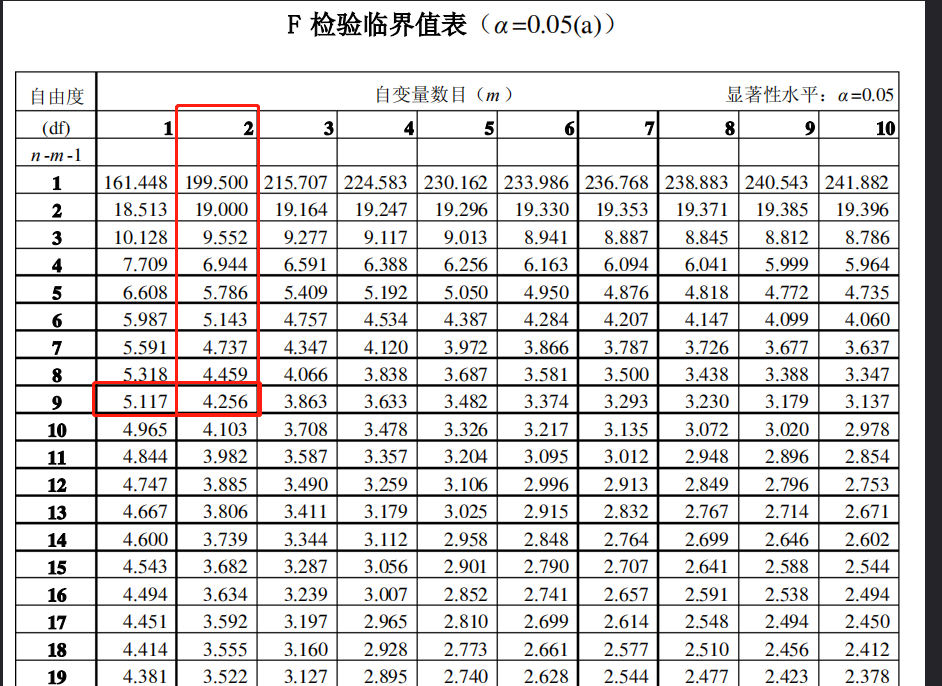 F 检验临界值表（α=0.05(a)）
自由度 自变量数目（m） 显著性水平：α=0.05
(df) 1 2 3 4 5 6 7 8 9 10
n-m-1
1 161.448 199.500 215.707 224.583 230.162 233.986 236.768 238.883 240.543 241.882
2 18.513 19.000 19.164 19.247 19.296 19.330 19.353 19.371 19.385 19.396
3 10.128 9.552 9.277 9.117 9.013 8.941 8.887 8.845 8.812 8.786
4 7.709 6.944 6.591 6.388 6.256 6.163 6.094 6.041 5.999 5.964
5 6.608 5.786 5.409 5.192 5.050 4.950 4.876 4.818 4.772 4.735
6 5.987 5.143 4.757 4.534 4.387 4.284 4.207 4.147 4.099 4.060
7 5.591 4.737 4.347 4.120 3.972 3.866 3.787 3.726 3.677 3.637
8 5.318 4.459 4.066 3.838 3.687 3.581 3.500 3.438 3.388 3.347
9 5.117 4.256 3.863 3.633 3.482 3.374 3.293 3.230 3.179 3.137
10 4.965 4.103 3.708 3.478 3.326 3.217 3.135 3.072 3.020 2.978
11 4.844 3.982 3.587 3.357 3.204 3.095 3.012 2.948 2.896 2.854
12 4.747 3.885 3.490 3.259 3.106 2.996 2.913 2.849 2.796 2.753
13 4.667 3.806 3.411 3.179 3.025 2.915 2.832 2.767 2.714 2.671
14 4.600 3.739 3.344 3.112 2.958 2.848 2.764 2.699 2.646 2.602
15 4.543 3.682 3.287 3.056 2.901 2.790 2.707 2.641 2.588 2.544
16 4.494 3.634 3.239 3.007 2.852 2.741 2.657 2.591 2.538 2.494
17 4.451 3.592 3.197 2.965 2.810 2.699 2.614 2.548 2.494 2.450
18 4.414 3.555 3.160 2.928 2.773 2.661 2.577 2.510 2.456 2.412
19 4.381 3.522 3.127 2.895 2.740 2.628 2.544 2.477 2.423 2.378